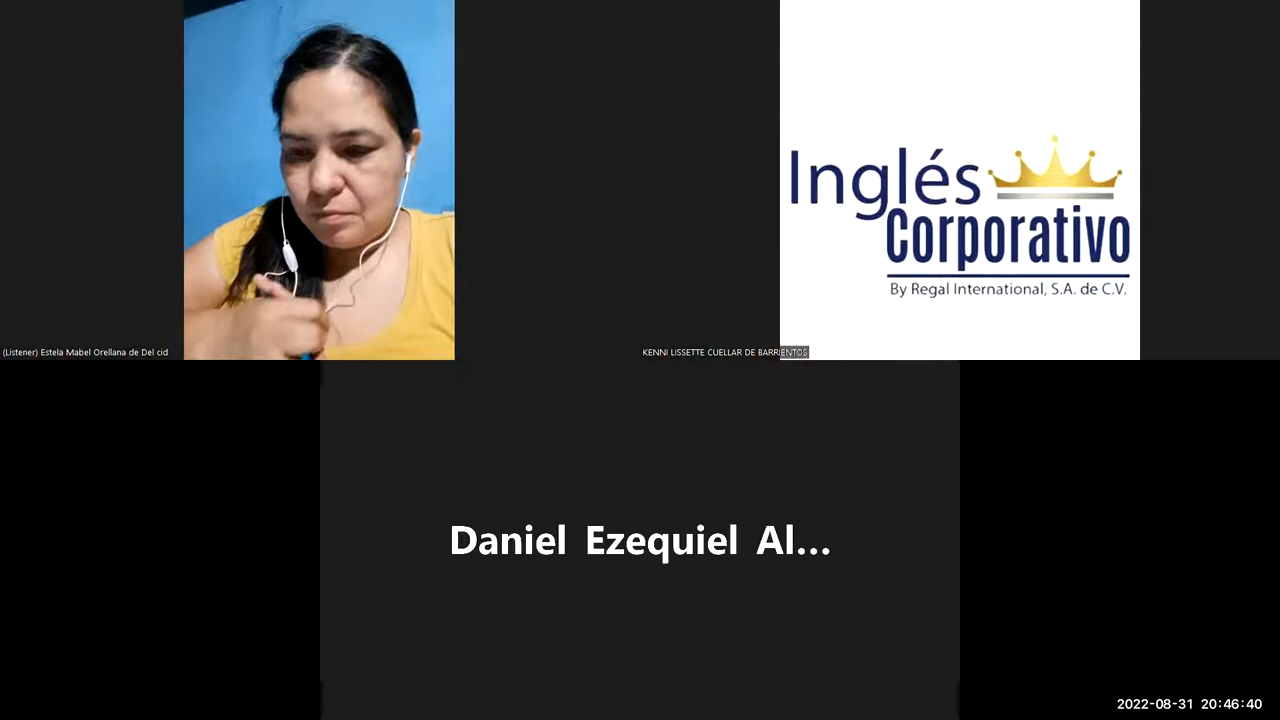 Inglés
Corporativo
By Regal International, S.A. de C.V.
(Listener) Estela Mabel Orellana de Del cid
KENNI LISSETTE CUELLAR DE BARRIENTOS
Daniel Ezequiel Al...
2022-08-31 20:46:40